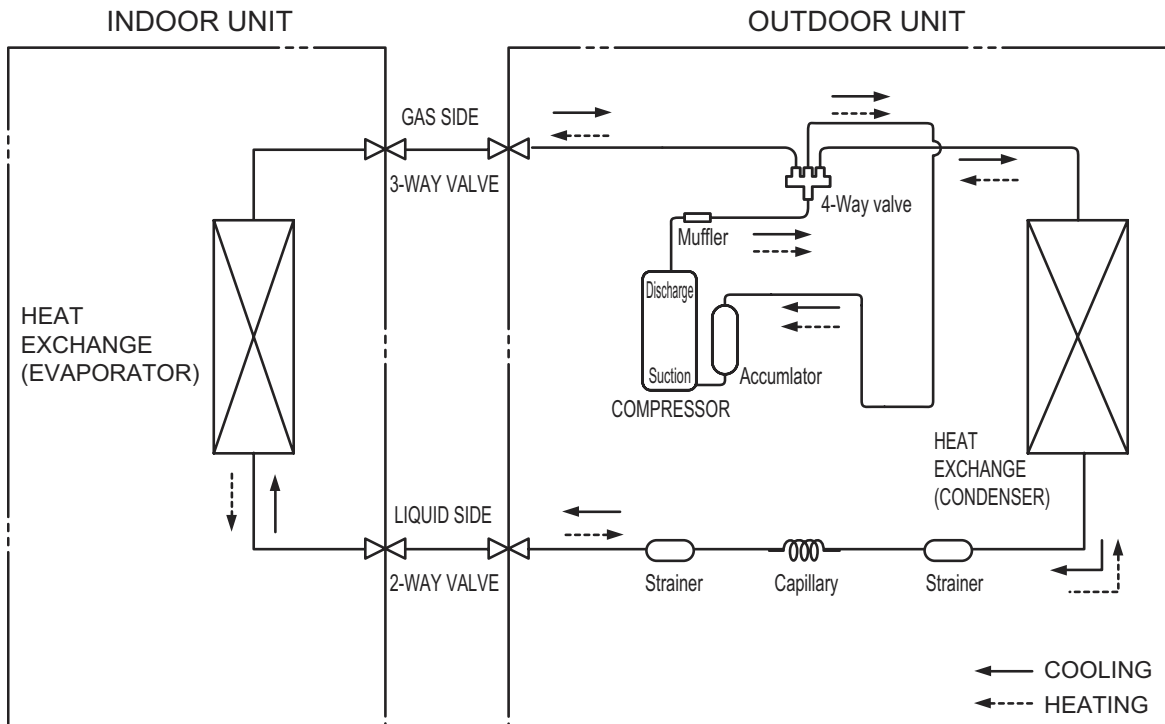 INDOOR UNIT
OUTDOOR UNIT
GAS SIDE
3-WAY VALVE
4-Way valve
Muffler
Discharge
Suction
COMPRESSOR
Accumlator
HEAT
EXCHANGE
(EVAPORATOR)
HEAT
EXCHANGE
(CONDENSER)
LIQUID SIDE
2-WAY VALVE
Strainer
Capillary
Strainer
COOLING
HEATING